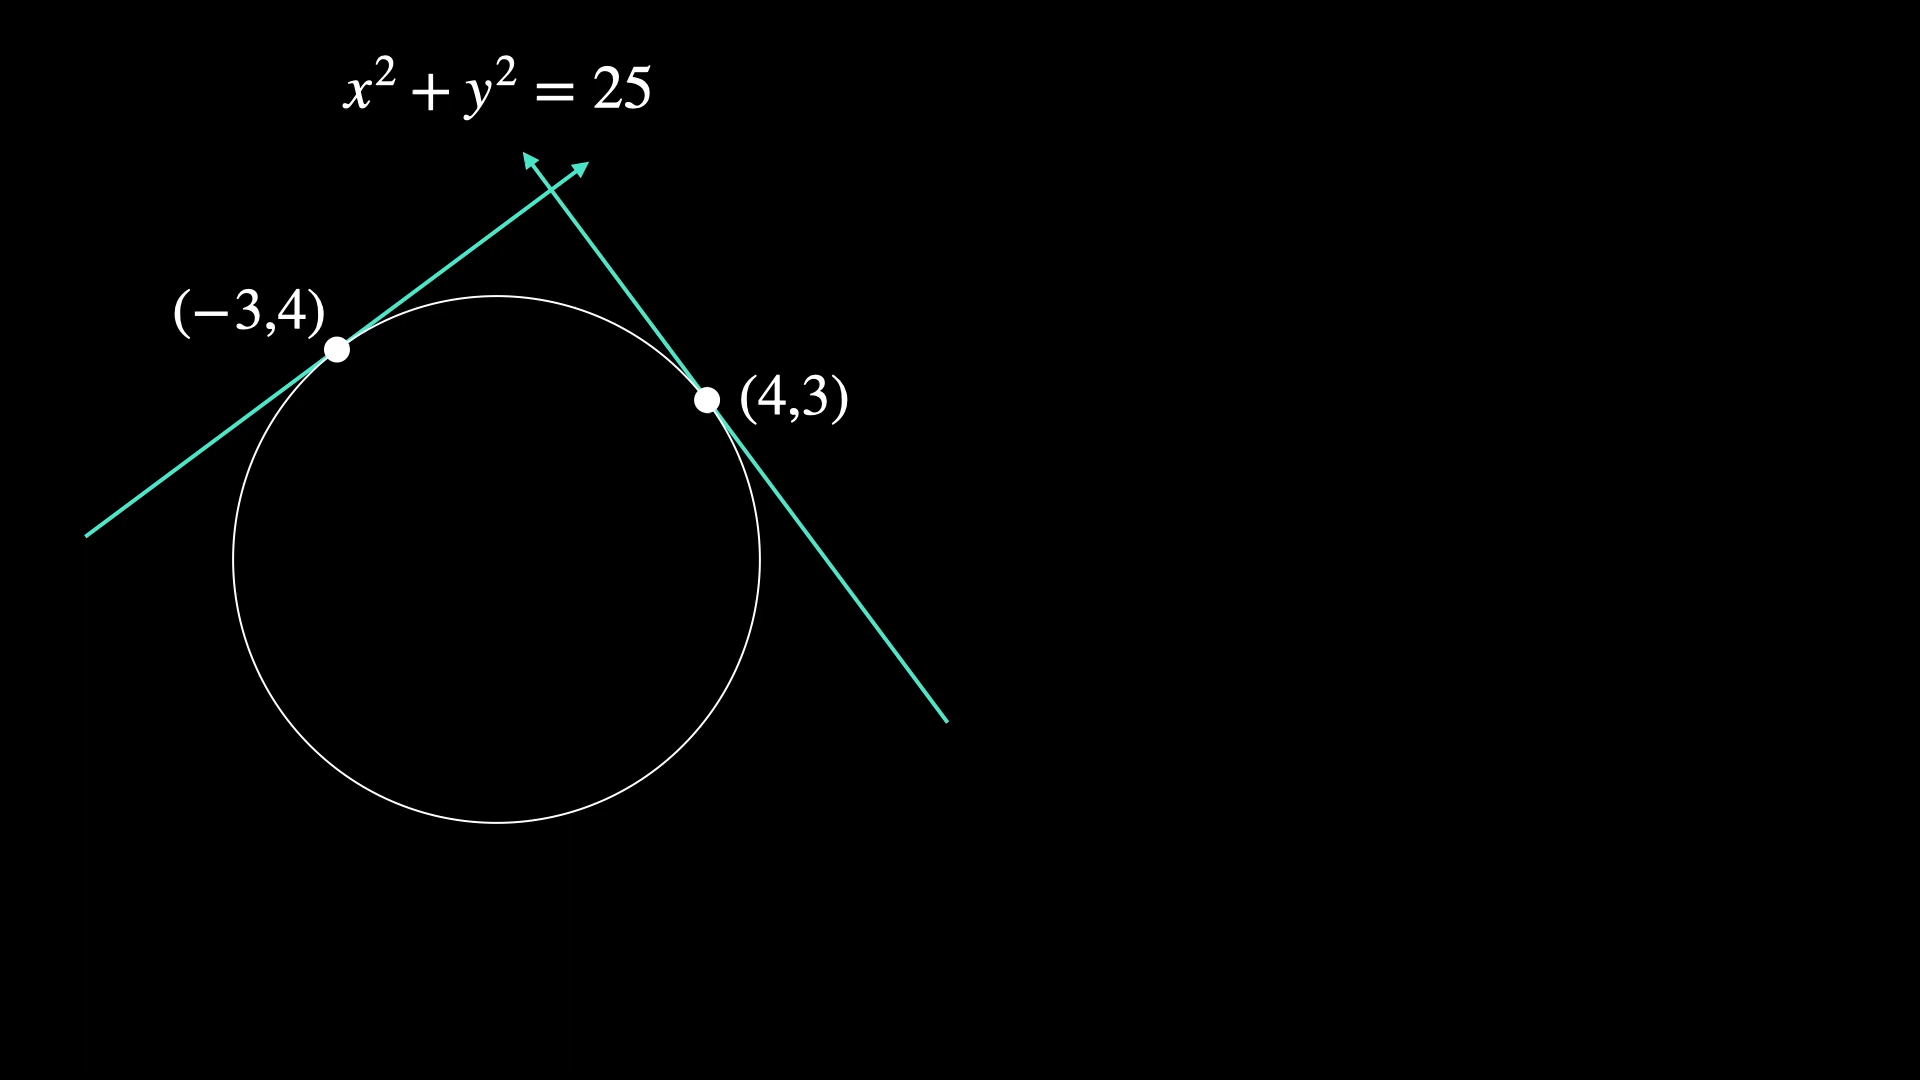 x² + y² = 25
(−3,4)
(4,3)